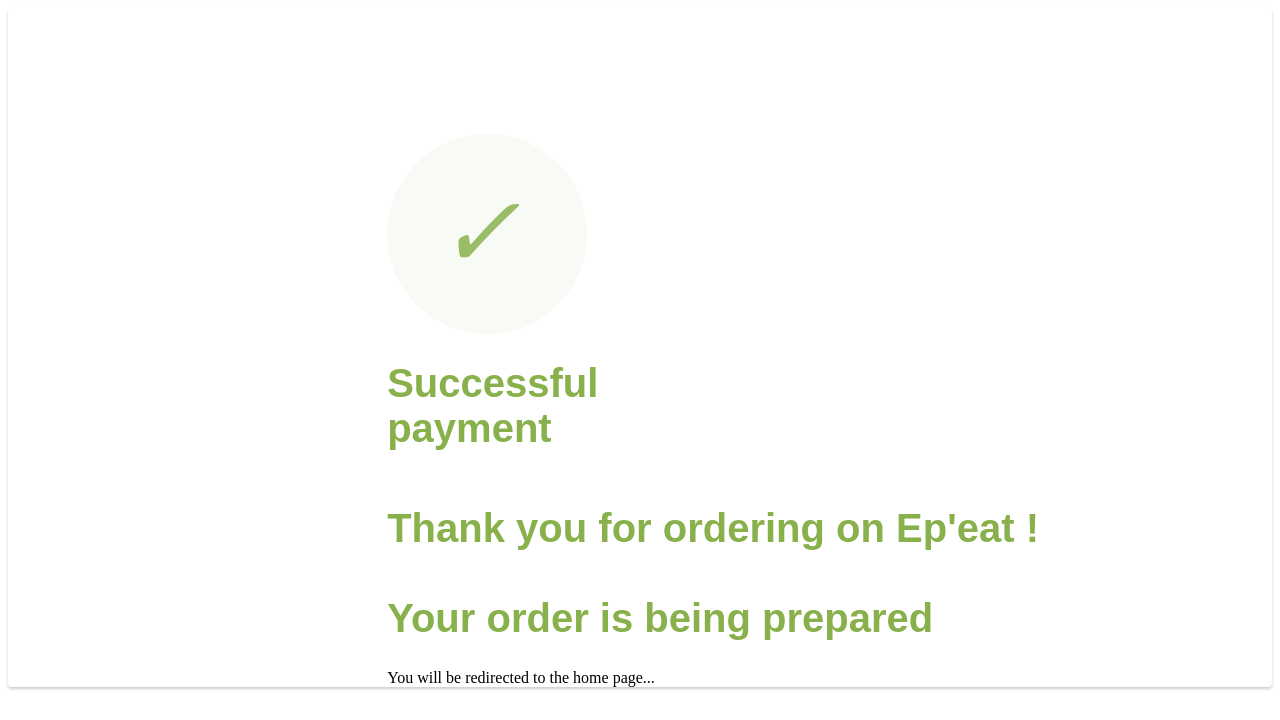 ✓
Successful
payment
Thank you for ordering on Ep'eat !
Your order is being prepared
You will be redirected to the home page...